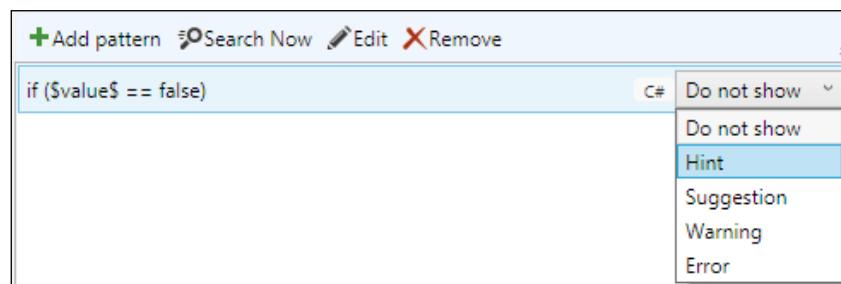 Add pattern Search Now Edit Remove
if ($value$ == false) C# Do not show
Do not show
Hint
Suggestion
Warning
Error